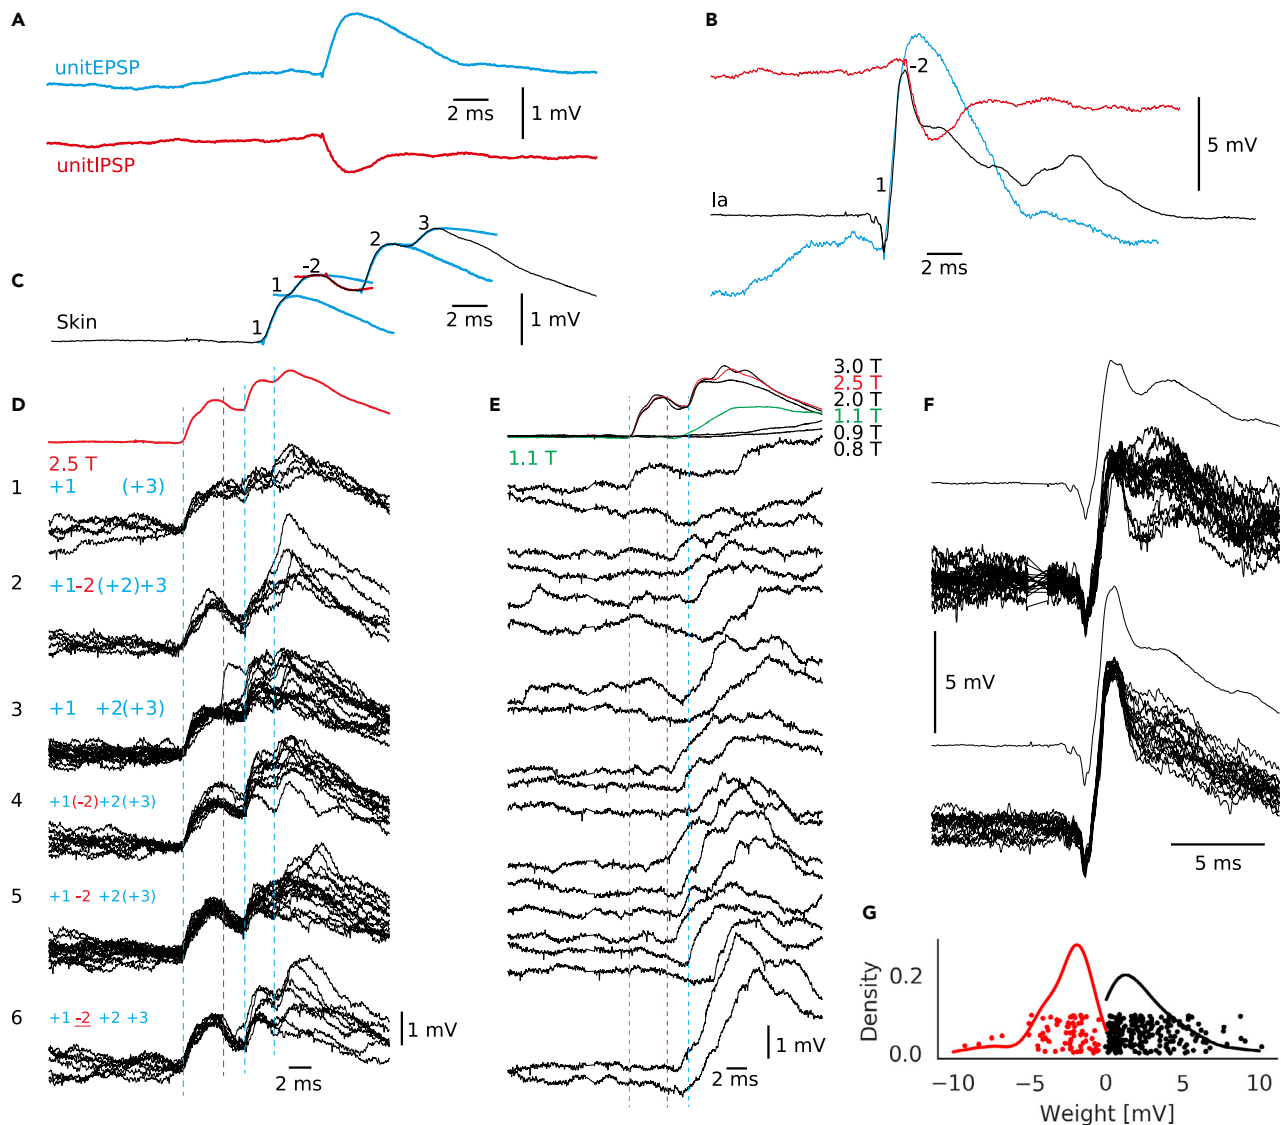 A
unitEPSP
2 ms
1 mV
unitIPSP
B
-2
5 mV
1
Ia
2 ms
C
3
2
-2
1
1
Skin
2 ms
1 mV
D
2.5 T
1
+1 (+3)
2
+1-2(+2)+3
3
+1 +2(+3)
4
+1(-2)+2(+3)
5
+1 -2 +2(+3)
6
+1 -2 +2 +3
1 mV
2 ms
E
3.0 T
2.5 T
2.0 T
1.1 T
0.9 T
0.8 T
1.1 T
1 mV
2 ms
F
5 mV
5 ms
G
Density
0.2
0.0
−10 −5 0 5 10
Weight [mV]